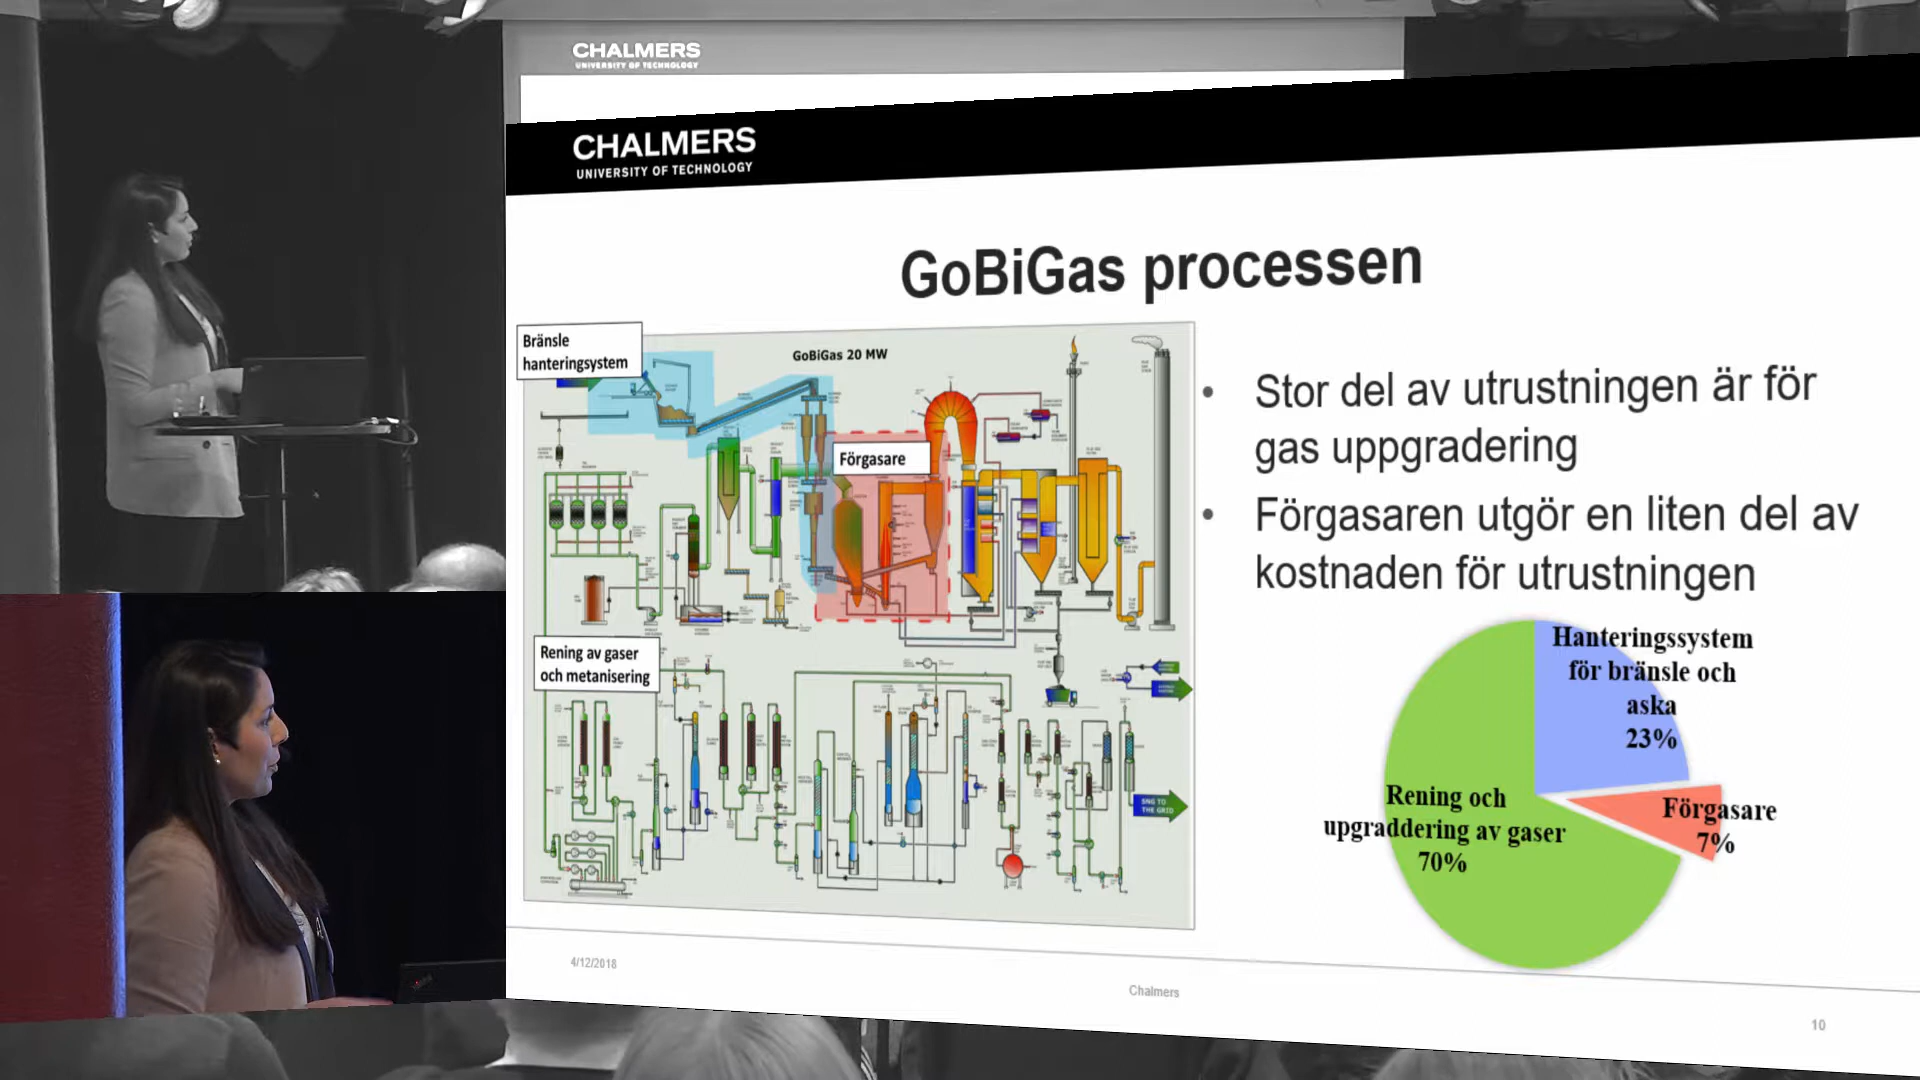 CHALMERS
UNIVERSITY OF TECHNOLOGY
CHALMERS
UNIVERSITY OF TECHNOLOGY
GoBiGas processen
Bränsle
hanteringsystem
GoBiGas 20 MW
Förgasare
Rening av gaser
och metanisering
SNG TO
THE GRID
• Stor del av utrustningen är för
gas uppgradering
• Förgasaren utgör en liten del av
kostnaden för utrustningen
Hanteringssystem
för bränsle och
aska
23%
Förgasare
7%
Rening och
upgraddering av gaser
70%
4/12/2018
Chalmers
10